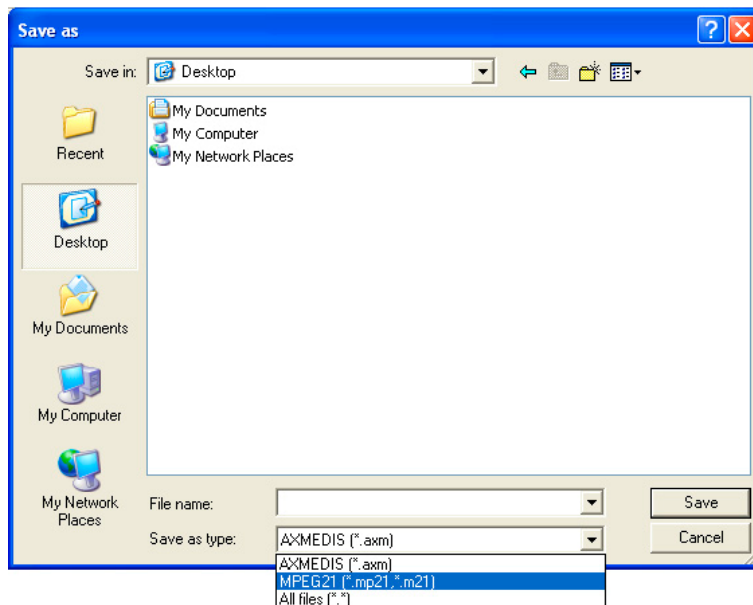 Save as
Save in:
Desktop
My Documents
My Computer
My Network Places
Recent
Desktop
My Documents
My Computer
My Network
Places
File name:
Save
Save as type:
AXMEDIS (*.axm)
Cancel
AXMEDIS (*.axm)
MPEG21 (*.mp21,*.m21)
All files (*.*)